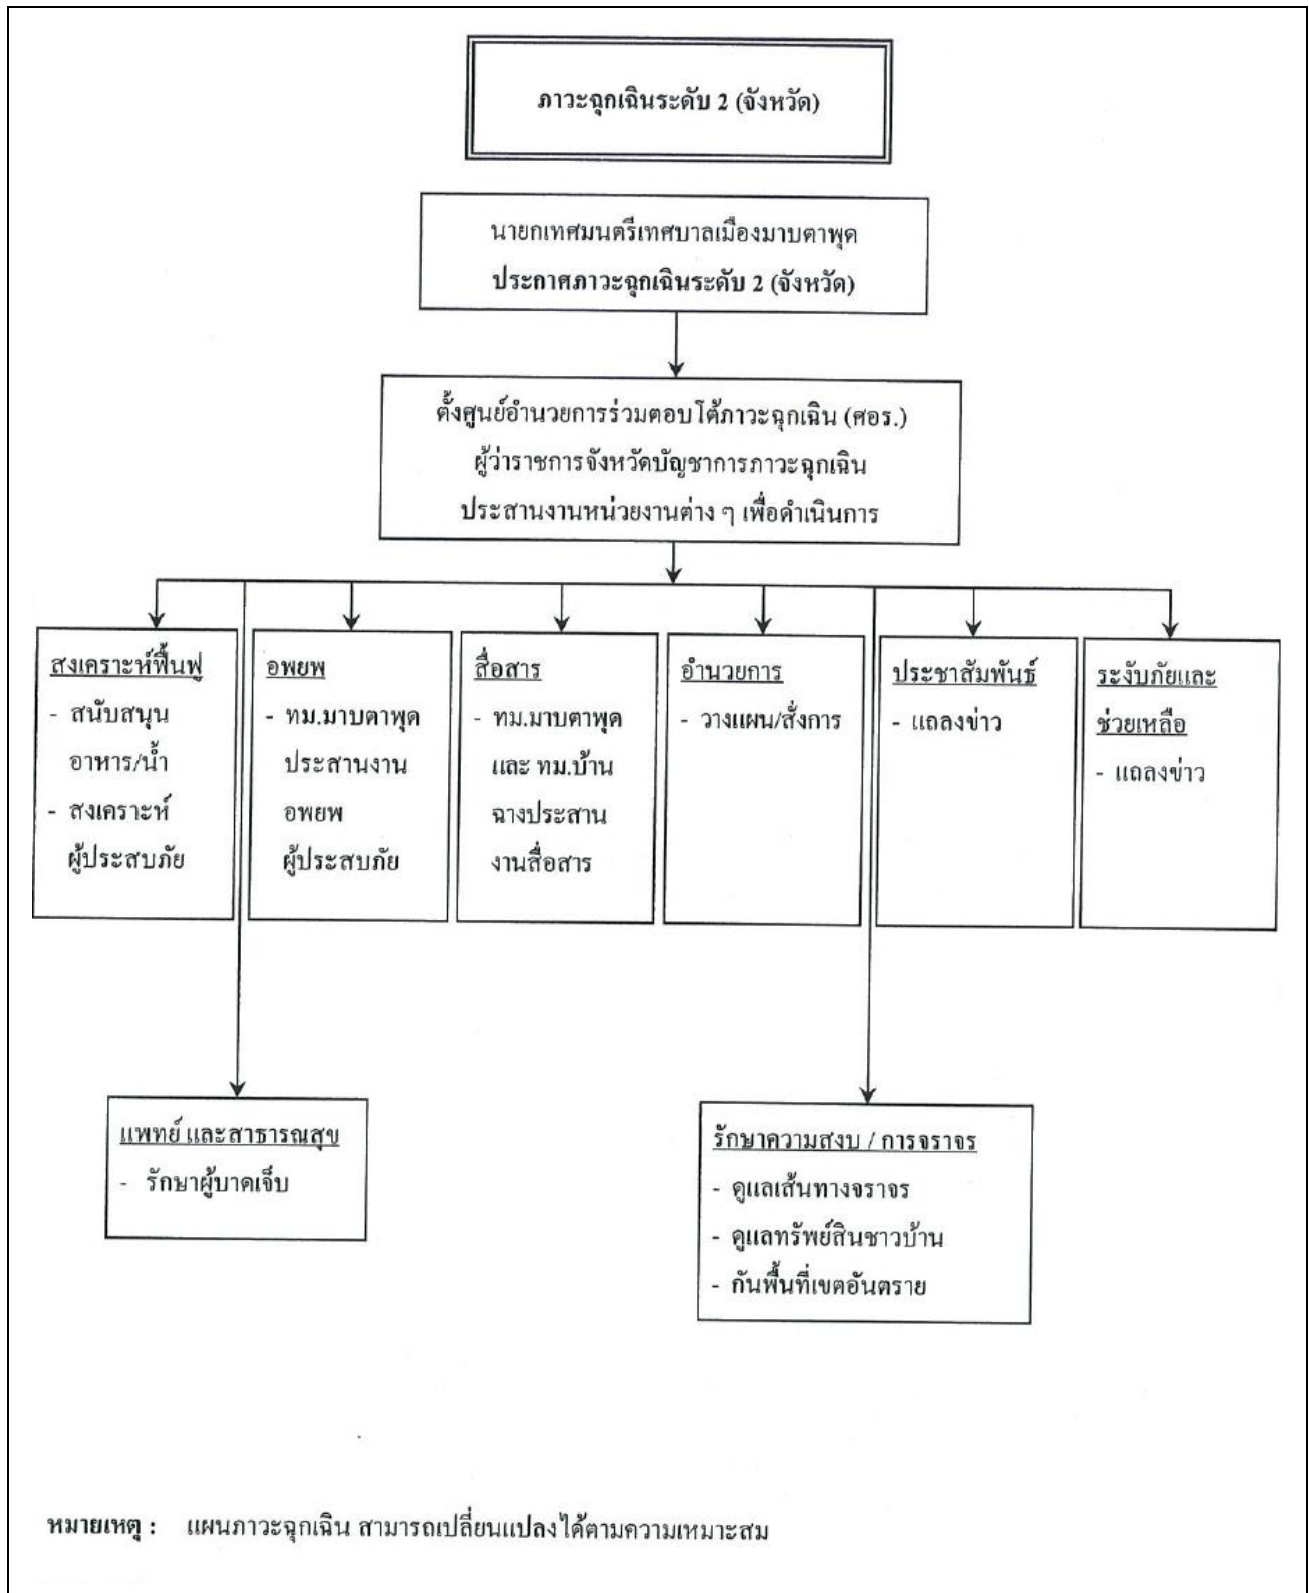 ภาวะฉุกเฉินระดับ 2 (จังหวัด)
นายกเทศมนตรีเทศบาลเมืองมาบตาพุด
ประกาศภาวะฉุกเฉินระดับ 2 (จังหวัด)
ตั้งศูนย์อำนวยการร่วมตอบโต้ภาวะฉุกเฉิน (ศอร.)
ผู้ว่าราชการจังหวัดบัญชาการภาวะฉุกเฉิน
ประสานงานหน่วยงานต่าง ๆ เพื่อดำเนินการ
สงเคราะห์ฟื้นฟู
- สนับสนุน
อาหาร/น้ำ
- สงเคราะห์
ผู้ประสบภัย
อพยพ
- ทม.มาบตาพุด
ประสานงาน
อพยพ
ผู้ประสบภัย
สื่อสาร
- ทม.มาบตาพุด
และ ทม.บ้าน
ฉางประสาน
งานสื่อสาร
อำนวยการ
- วางแผน/สั่งการ
ประชาสัมพันธ์
- แถลงข่าว
ระงับภัยและ
ช่วยเหลือ
- แถลงข่าว
แพทย์ และสาธารณสุข
- รักษาผู้บาดเจ็บ
รักษาความสงบ / การจราจร
- ดูแลเส้นทางจราจร
- ดูแลทรัพย์สินชาวบ้าน
- กันพื้นที่เขตอันตราย
หมายเหตุ : แผนภาวะฉุกเฉิน สามารถเปลี่ยนแปลงได้ตามความเหมาะสม